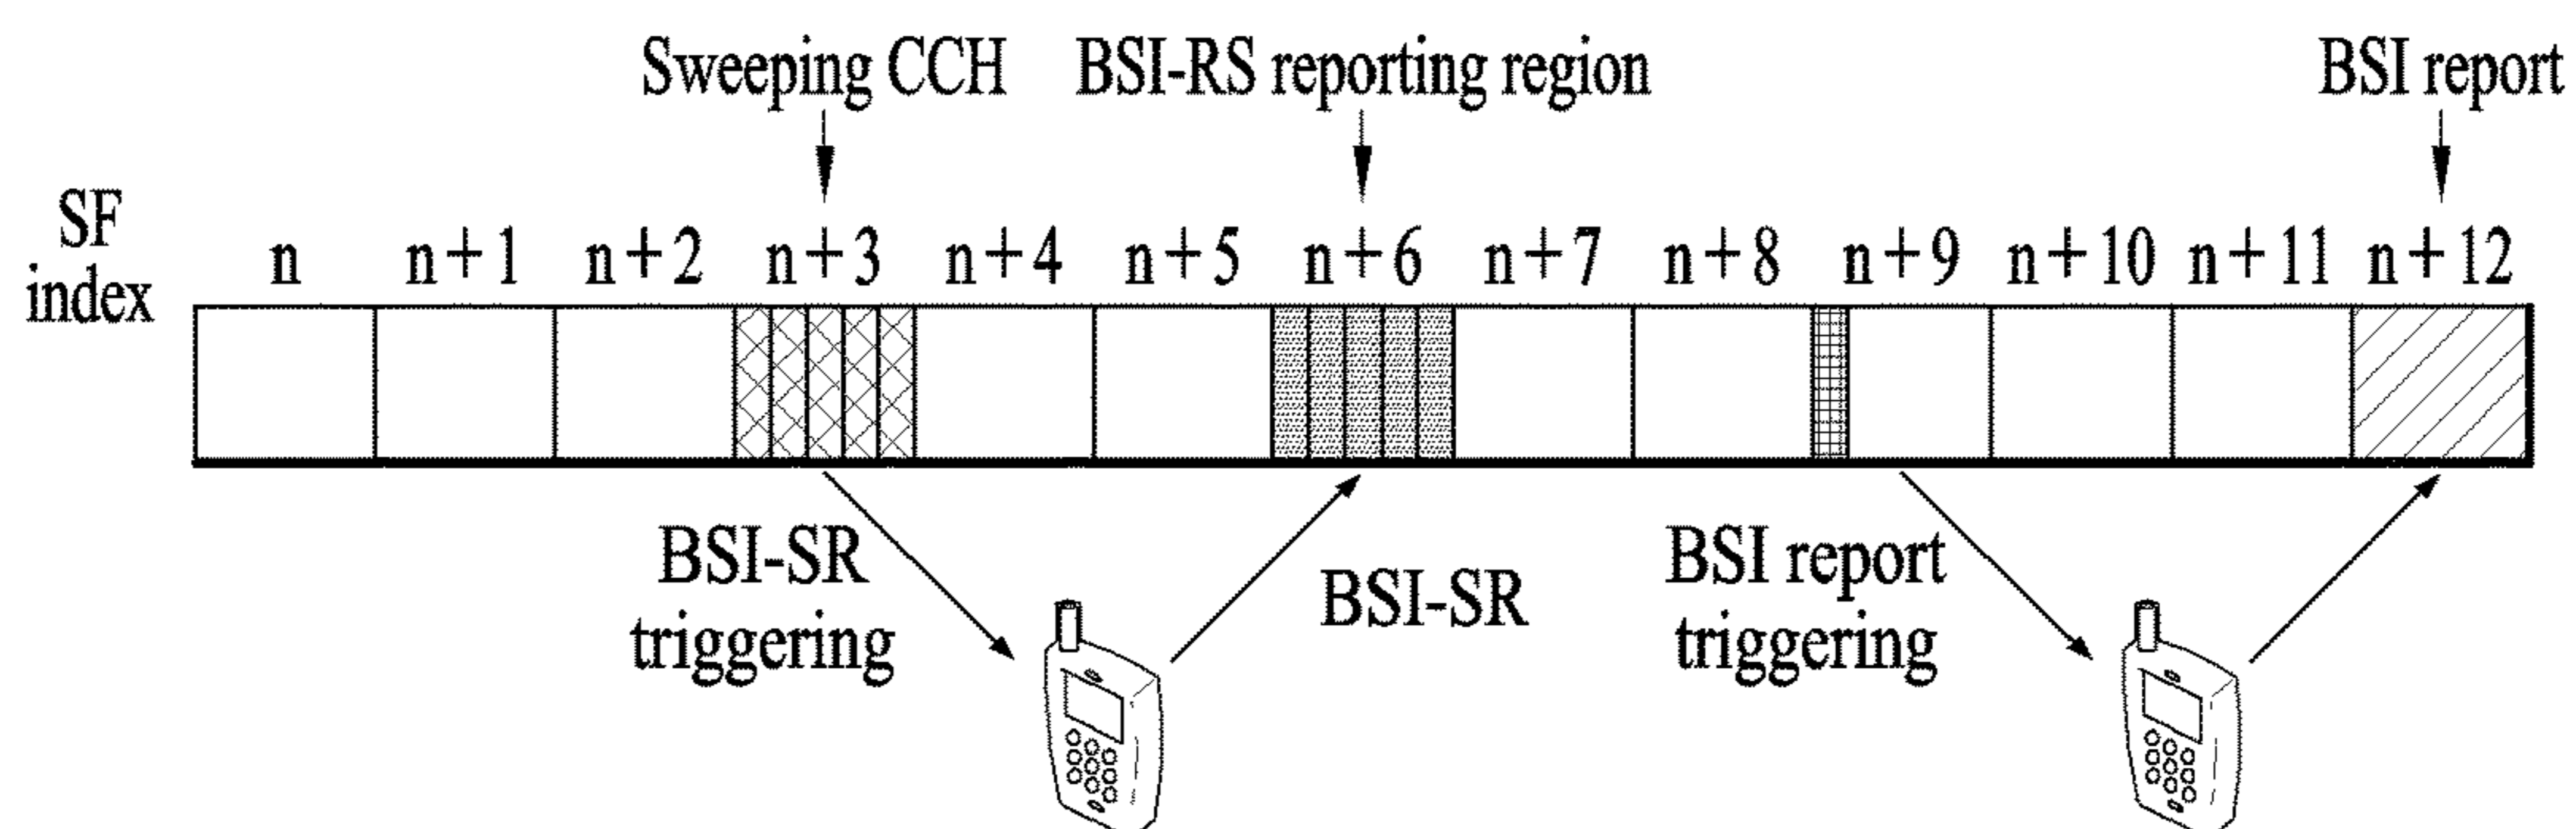 Sweeping CCH
BSI-RS reporting region
BSI report
SF
index
n
n+1
n+2
n+3
n+4
n+5
n+6
n+7
n+8
n+9
n+10
n+11
n+12
BSI-SR
triggering
BSI-SR
BSI report
triggering